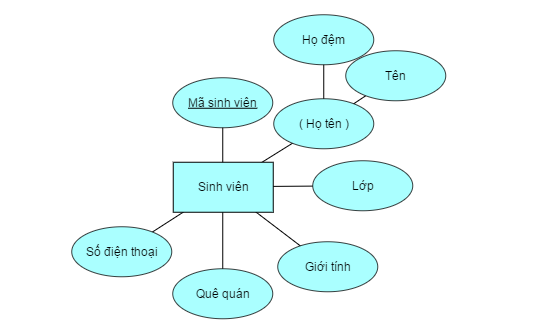 Họ đệm
Tên
Mã sinh viên
( Họ tên )
Sinh viên
Lớp
Số điện thoại
Giới tính
Quê quán